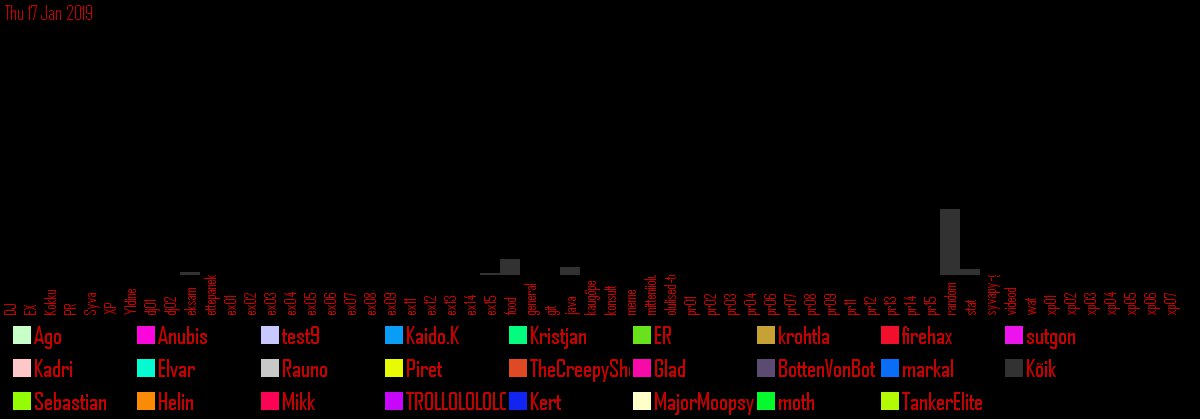 Thu 17 Jan 2019
DJ EX Kokku PR Syva XP Yldine dj01 dj02 eksam ettepanek ex01 ex02 ex03 ex04 ex05 ex06 ex07 ex08 ex09 ex11 ex12 ex13 ex14 ex15 food general git java kasulik konsult meme mitteniioli. olulised-t pr01 pr02 pr03 pr04 pr06 pr07 pr08 pr09 pr11 pr12 pr13 pr14 pr15 random stat syvapy-t videod wat xp01 xp02 xp03 xp04 xp05 xp06 xp07
Ago Anubis test9 Kaido.K Kristjan ER krohtla firehax sutgon
Kadri Elvar Rauno Piret TheCreepySh Glad BottenVonBot markal Kõik
Sebastian Helin Mikk TROLLOLOLOLO Kert MajorMoopsy moth TankerElite